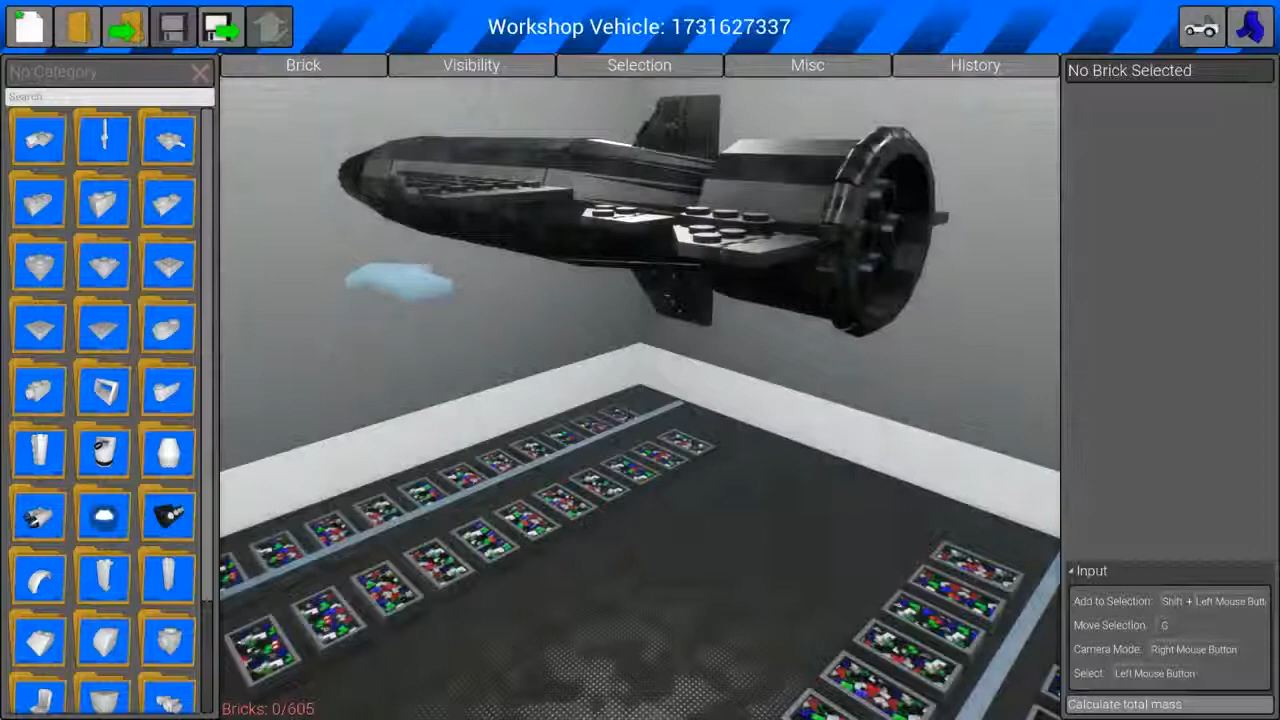 Workshop Vehicle: 1731627337
No Category
Search
Brick
Visibility
Selection
Misc
History
No Brick Selected
Input
Add to Selection: Shift + Left Mouse Butt
Move Selection: G
Camera Mode: Right Mouse Button
Select: Left Mouse Button
Calculate total mass
Bricks: 0/605